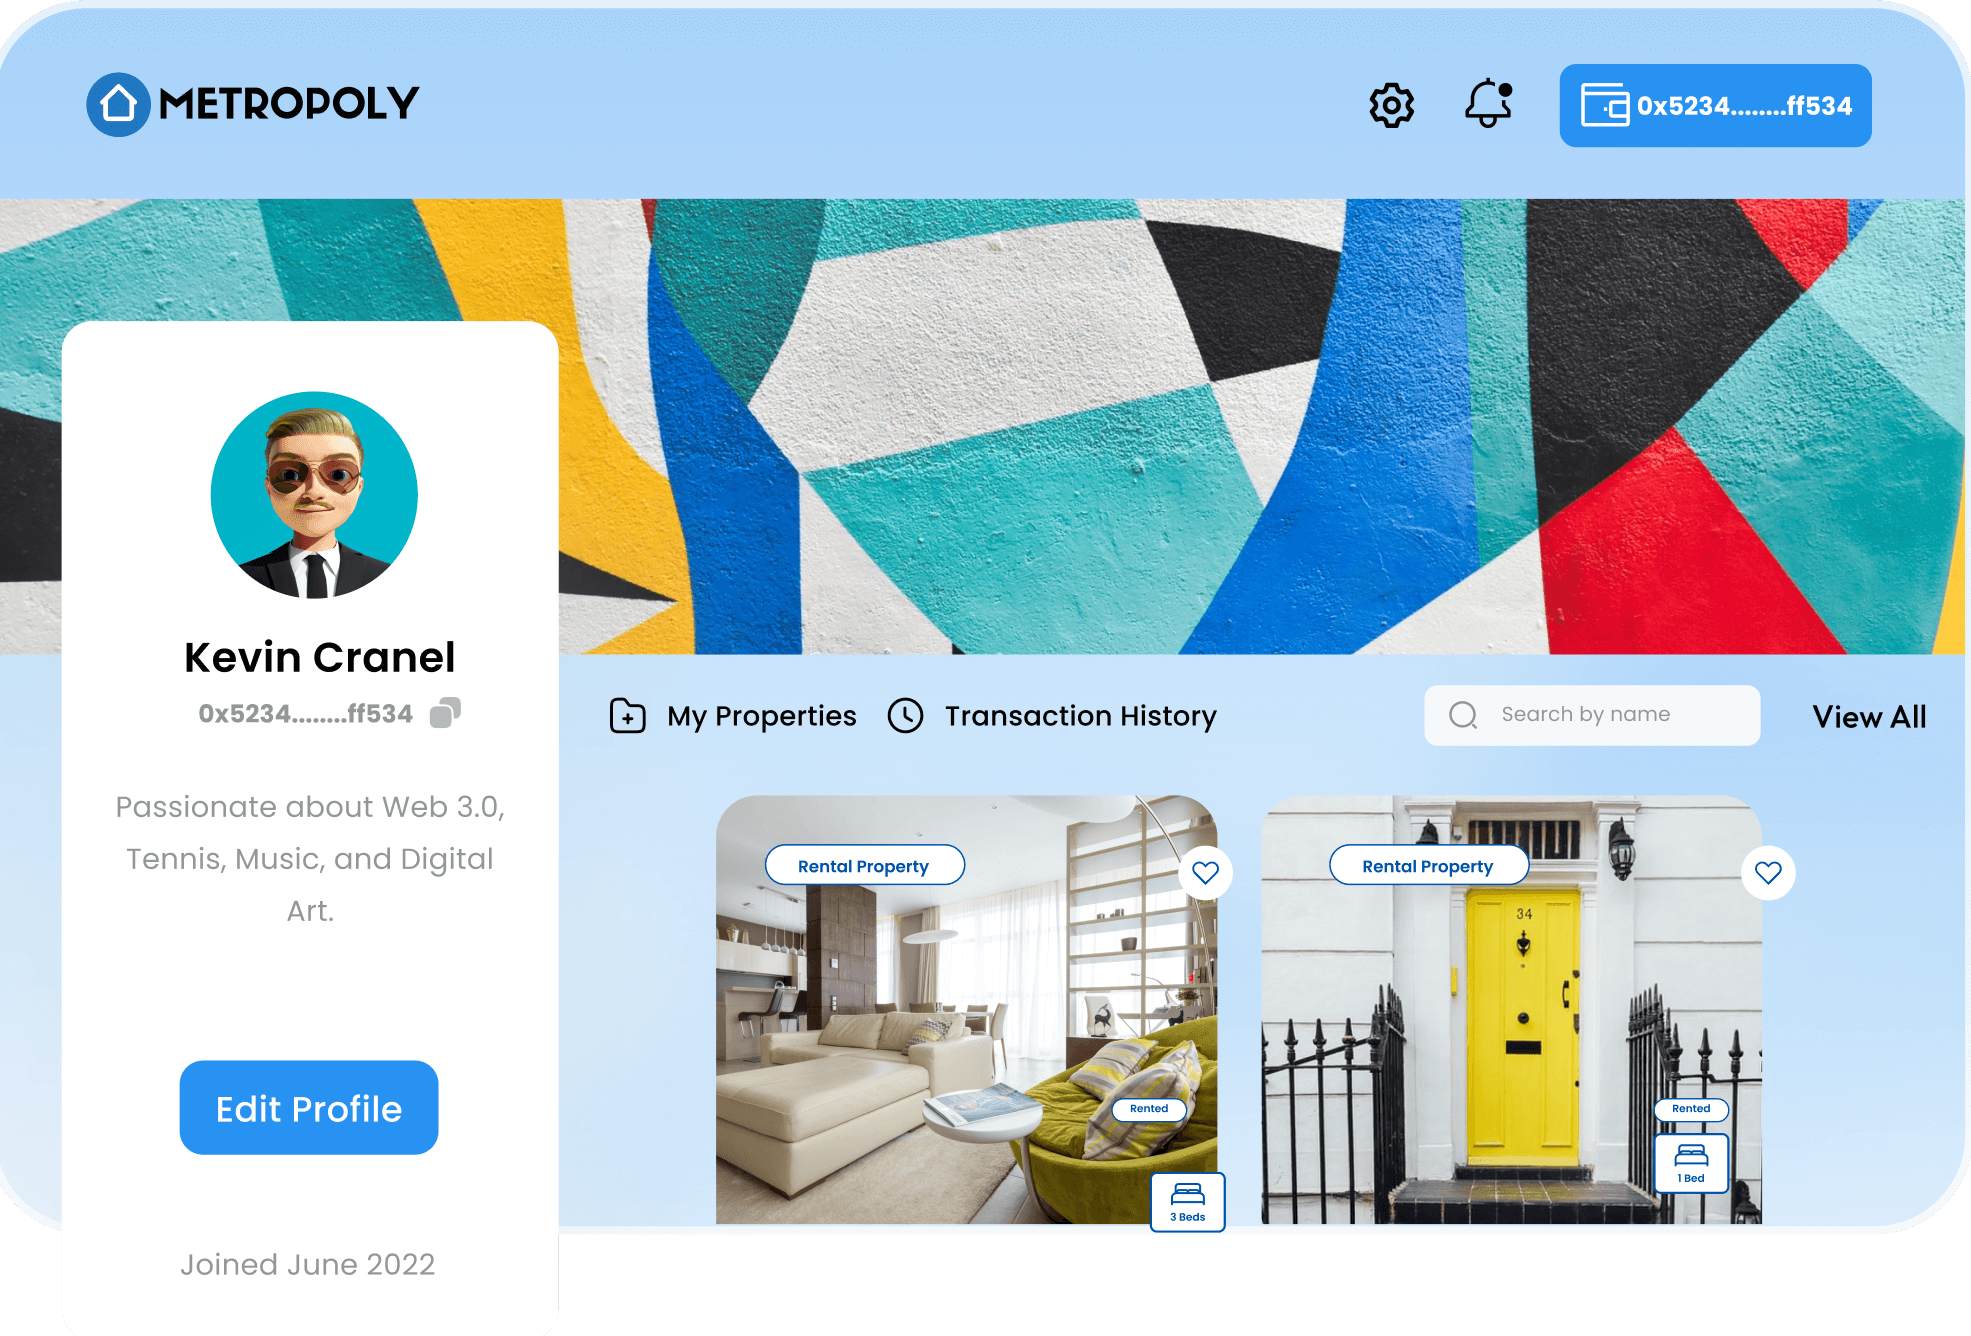 METROPOLY
0x5234........ff534
Kevin Cranel
0x5234........ff534
Passionate about Web 3.0,
Tennis, Music, and Digital
Art.
Edit Profile
Joined June 2022
My Properties
Transaction History
Search by name
View All
Rental Property
Rented
3 Beds
Rental Property
34
Rented
1 Bed